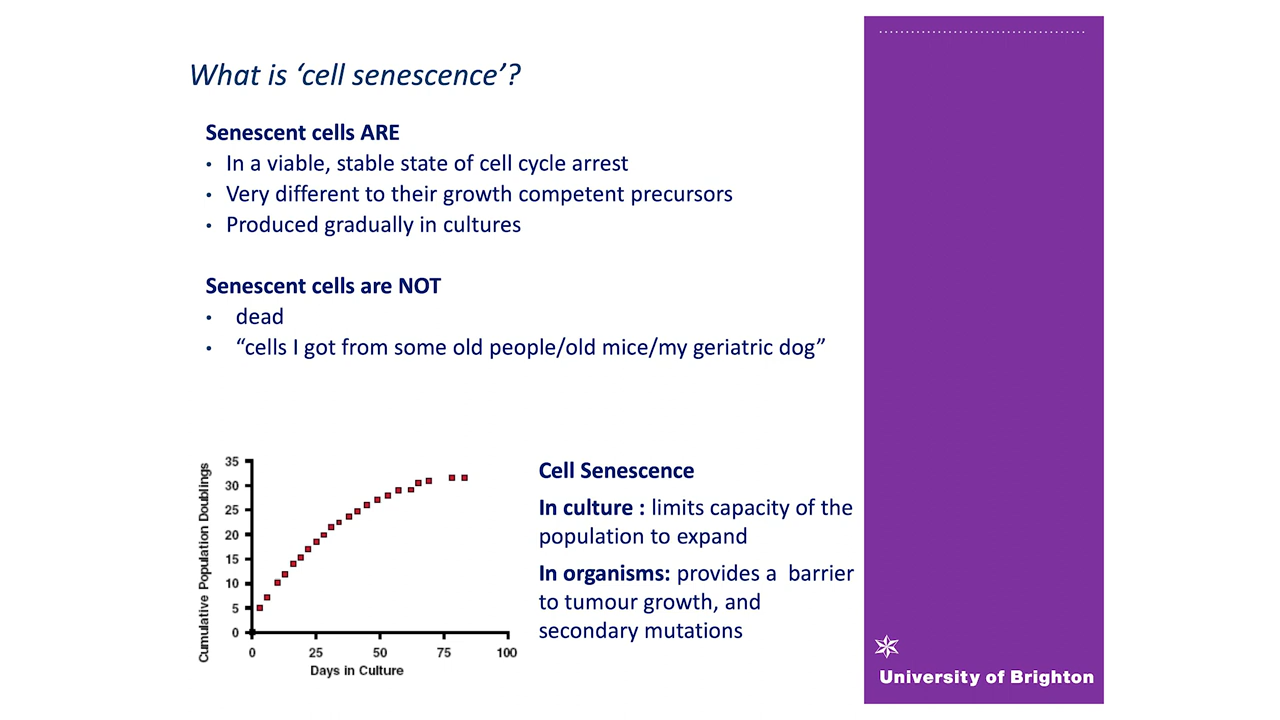 What is ‘cell senescence’?
Senescent cells ARE
• In a viable, stable state of cell cycle arrest
• Very different to their growth competent precursors
• Produced gradually in cultures
Senescent cells are NOT
• dead
• “cells I got from some old people/old mice/my geriatric dog”
Cumulative Population Doublings
35
30
25
20
15
10
5
0
0 25 50 75 100
Days in Culture
Cell Senescence
In culture : limits capacity of the
population to expand
In organisms: provides a barrier
to tumour growth, and
secondary mutations
University of Brighton